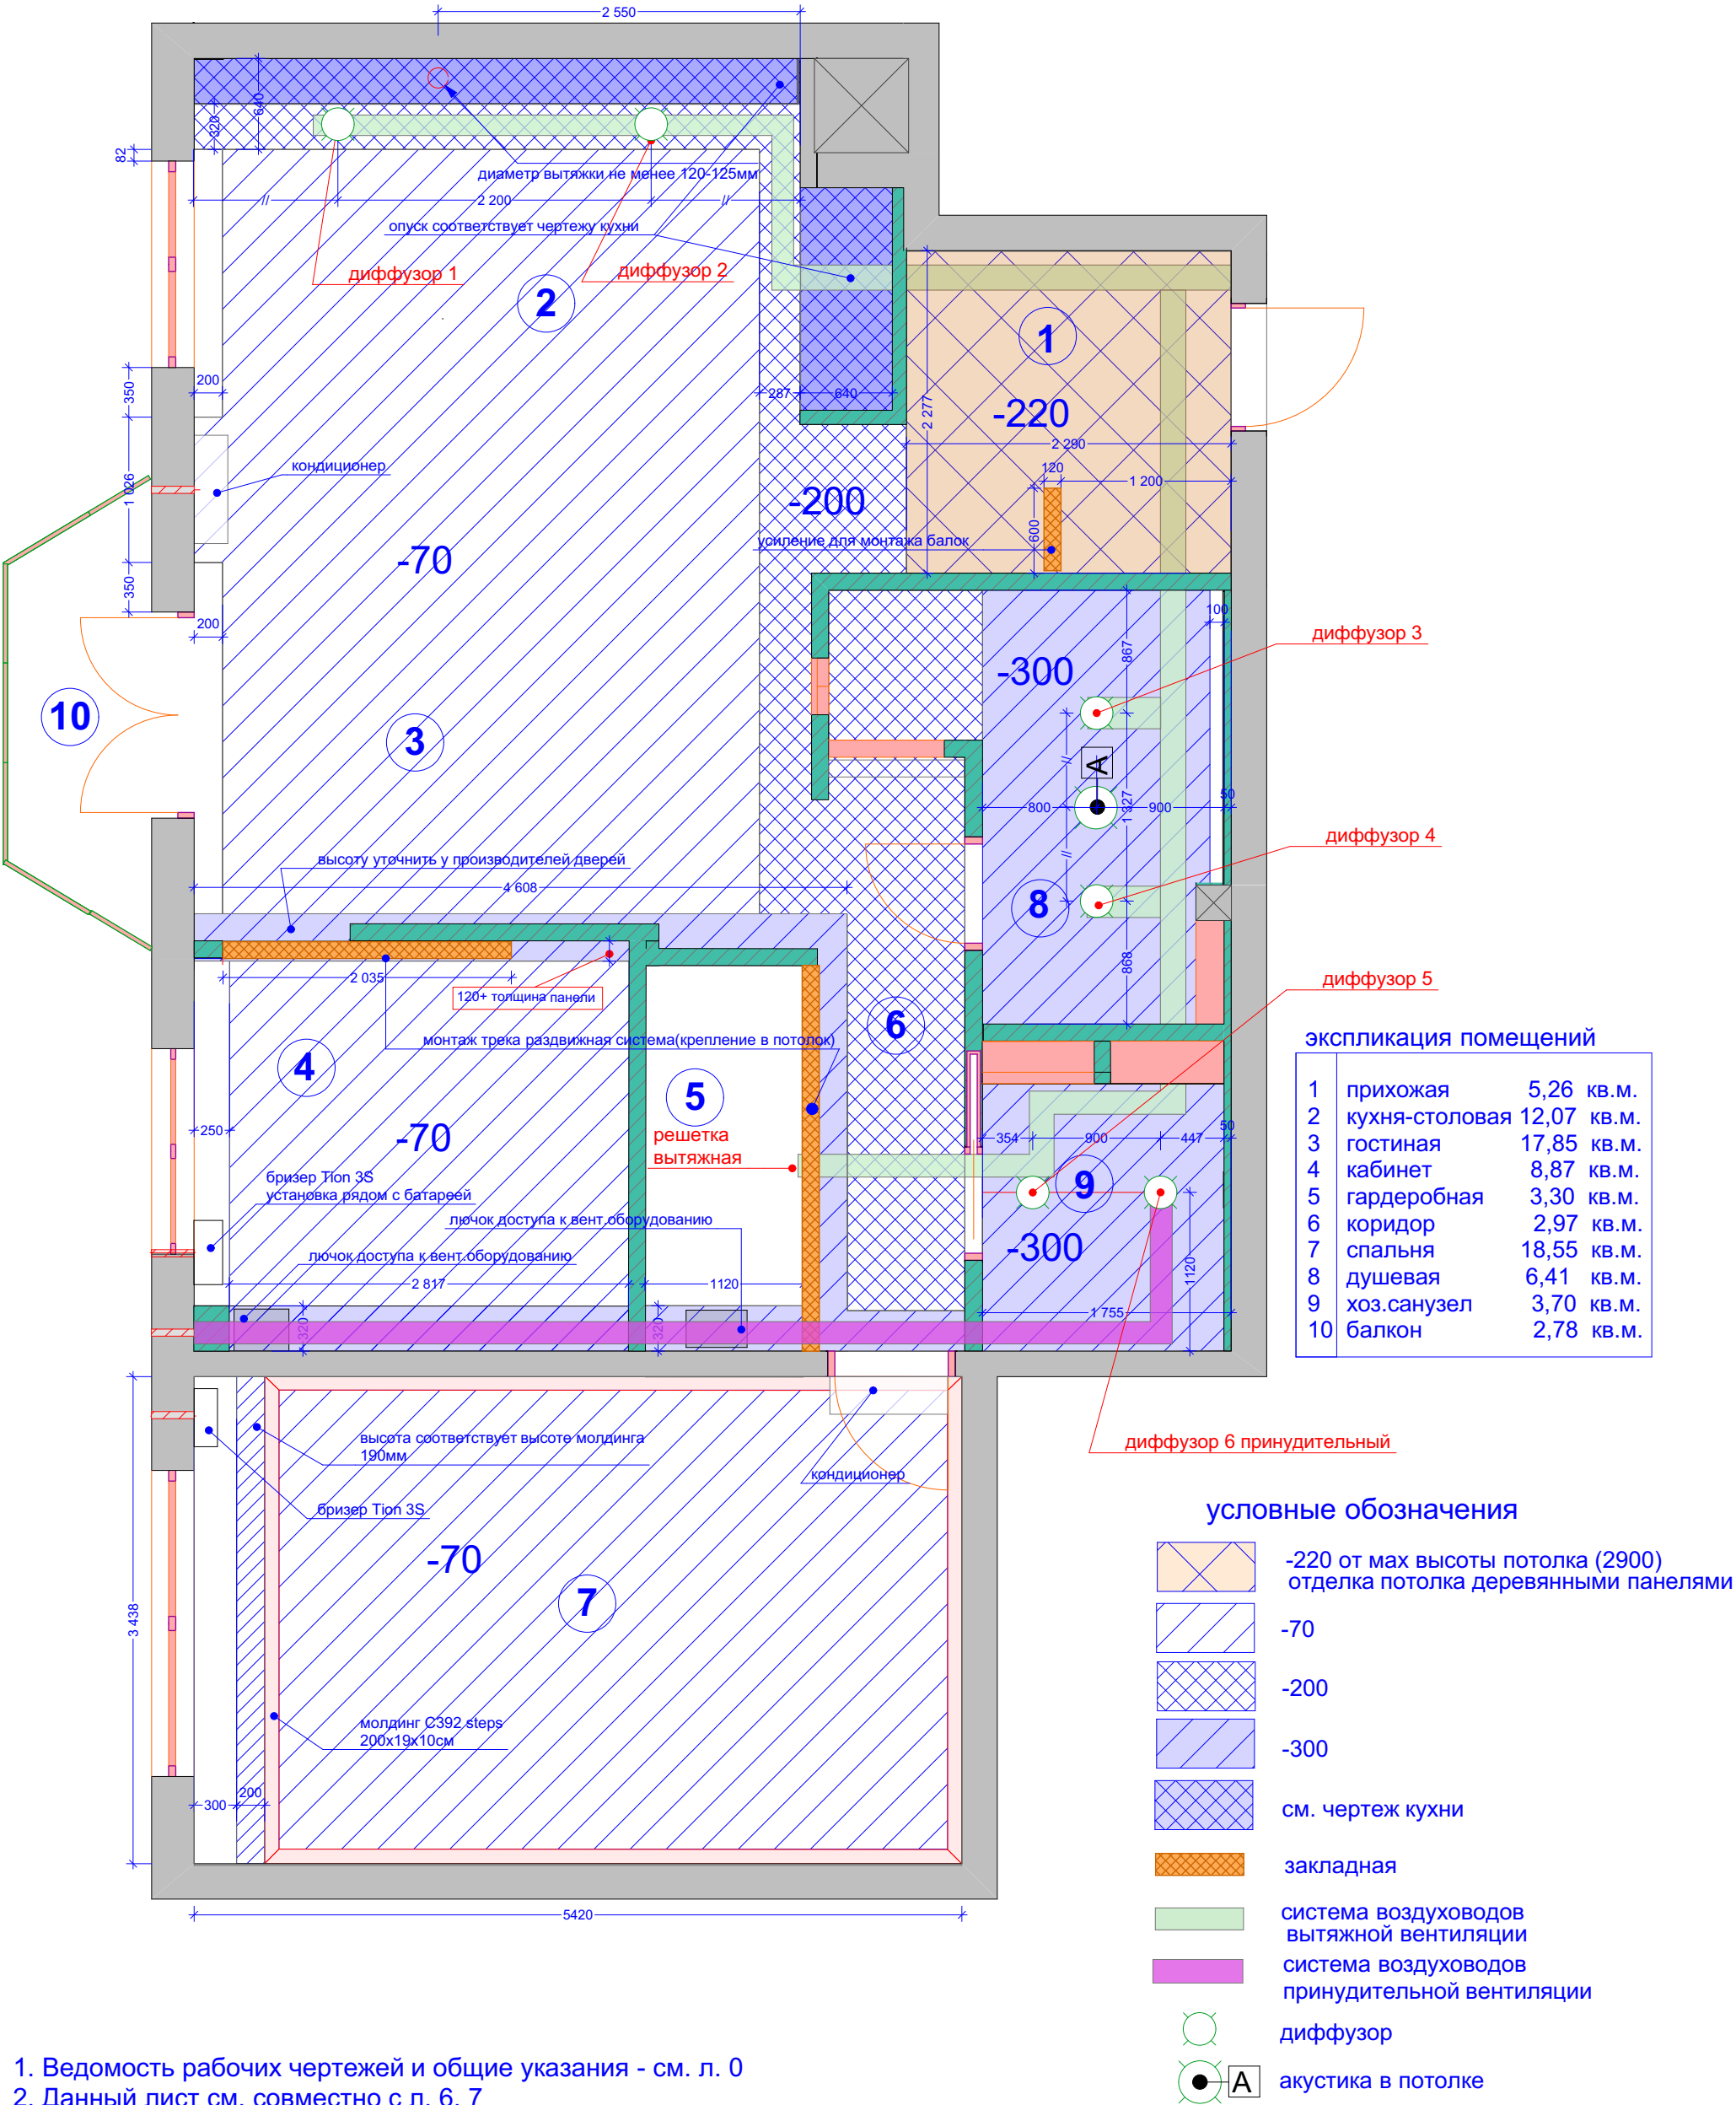 2 550
640
320
82
диаметр вытяжки не менее 120-125мм
//
2 200
//
опуск соответствует чертежу кухни
диффузор 1
диффузор 2
2
1
350
200
287
640
2 277
-220
2 290
кондиционер
120
1 200
1 026
-200
600
усиление для монтажа балок
-70
350
200
100
диффузор 3
867
-300
10
3
//
A
800
1 327
900
50
диффузор 4
//
высоту уточнить у производителей дверей
4 608
8
868
2 035
120+ толщина панели
диффузор 5
6
монтаж трека раздвижная система(крепление в потолок)
4
5
250
-70
решетка
вытяжная
354
900
447
50
бризер Tion 3S
установка рядом с батареей
9
лючок доступа к вент.оборудованию
-300
лючок доступа к вент.оборудованию
2 817
1120
1120
1 755
320
320
экспликация помещений
1 прихожая 5,26 кв.м.
2 кухня-столовая 12,07 кв.м.
3 гостиная 17,85 кв.м.
4 кабинет 8,87 кв.м.
5 гардеробная 3,30 кв.м.
6 коридор 2,97 кв.м.
7 спальня 18,55 кв.м.
8 душевая 6,41 кв.м.
9 хоз.санузел 3,70 кв.м.
10 балкон 2,78 кв.м.
высота соответствует высоте молдинга
190мм
диффузор 6 принудительный
кондиционер
бризер Tion 3S
-70
7
3 438
молдинг C392 steps
200x19x10см
300
200
5420
условные обозначения
-220 от мах высоты потолка (2900)
отделка потолка деревянными панелями
-70
-200
-300
см. чертеж кухни
закладная
система воздуховодов
вытяжной вентиляции
система воздуховодов
принудительной вентиляции
диффузор
A
акустика в потолке
1. Ведомость рабочих чертежей и общие указания - см. л. 0
2. Данный лист см. совместно с л. 6, 7